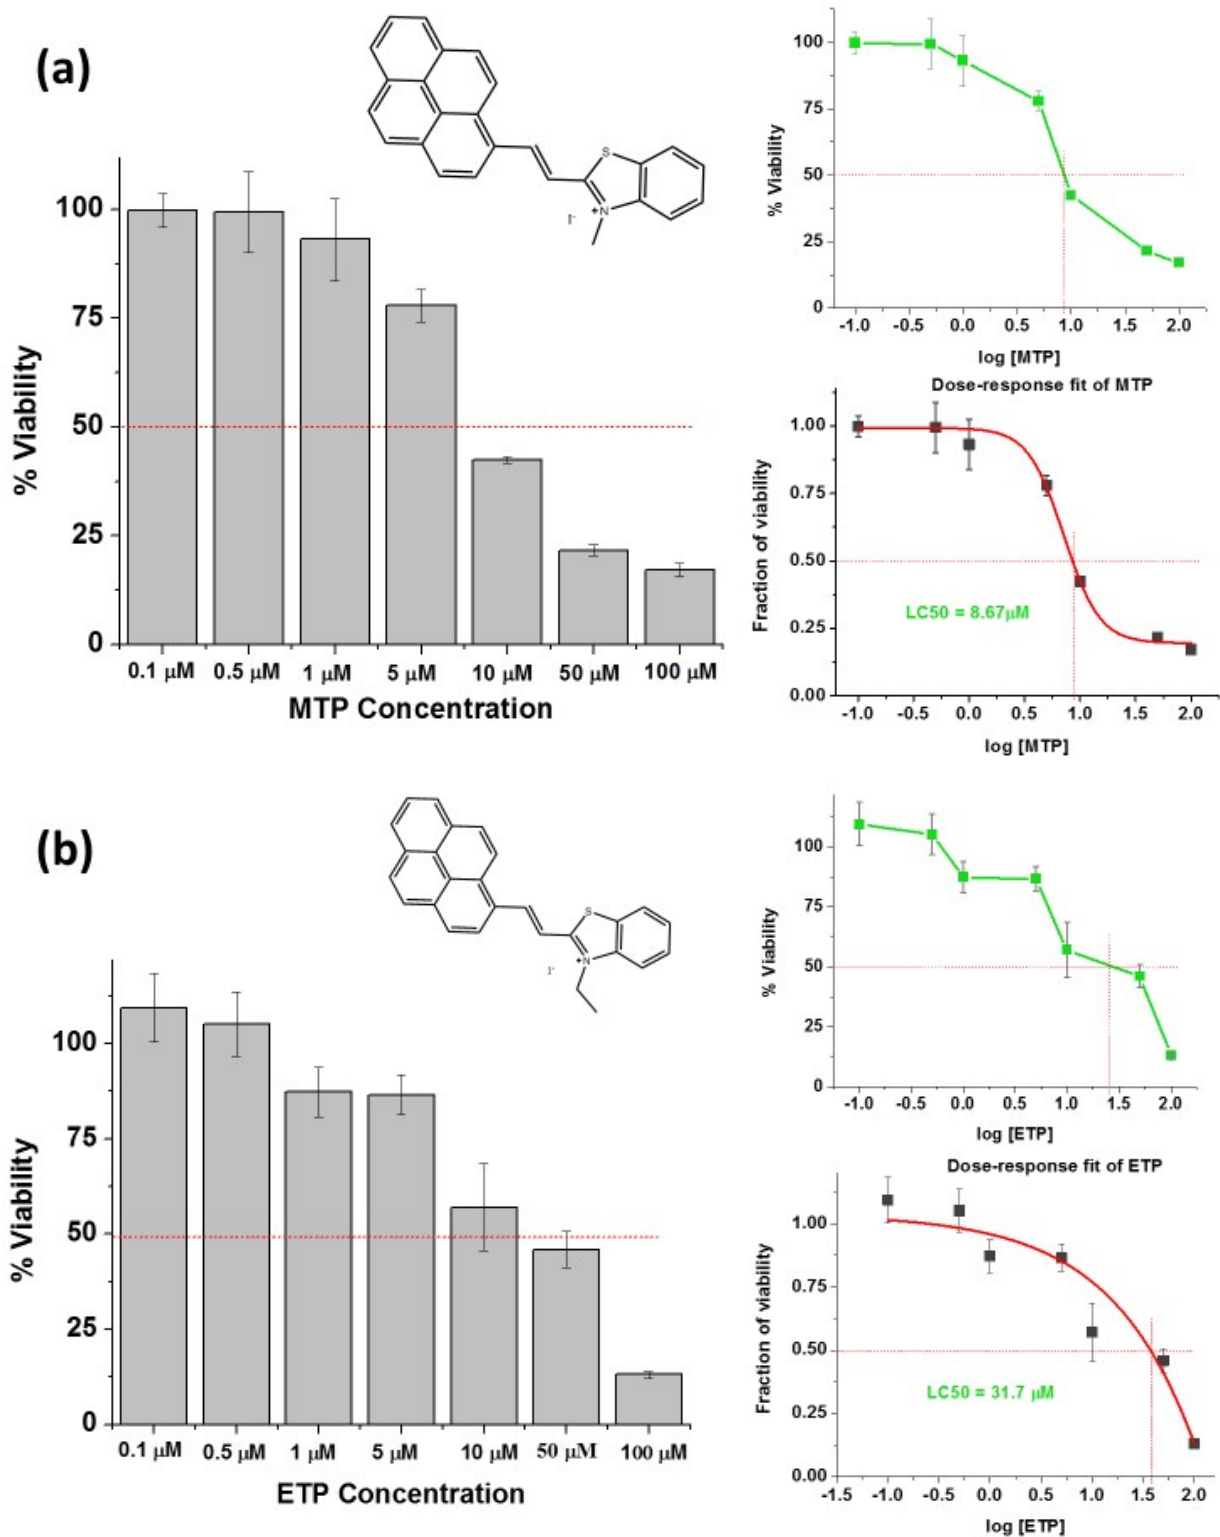 (a)
S
+N
I-
100
75
50
25
0
% Viability
0.1 µM 0.5 µM 1 µM 5 µM 10 µM 50 µM 100 µM
MTP Concentration
100
75
50
25
0
% Viability
-1.0 -0.5 0.0 0.5 1.0 1.5 2.0
log [MTP]
Dose-response fit of MTP
1.00
0.75
0.50
0.25
0.00
Fraction of viability
LC50 = 8.67µM
-1.0 -0.5 0.0 0.5 1.0 1.5 2.0
log [MTP]
(b)
S
+N
I-
100
75
50
25
0
% Viability
0.1 µM 0.5 µM 1 µM 5 µM 10 µM 50 µM 100 µM
ETP Concentration
100
75
50
25
0
% Viability
-1.0 -0.5 0.0 0.5 1.0 1.5 2.0
log [ETP]
Dose-response fit of ETP
1.00
0.75
0.50
0.25
0.00
Fraction of viability
LC50 = 31.7 µM
-1.5 -1.0 -0.5 0.0 0.5 1.0 1.5 2.0
log [ETP]